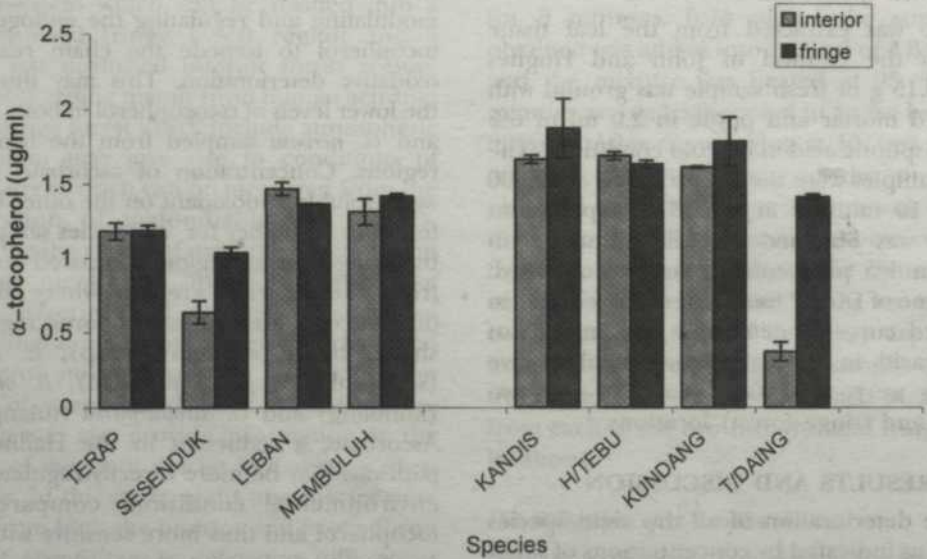 interior
fringe
α-tocopherol (ug/ml)
2.5
2
1.5
1
0.5
0
TERAP
SESENDUK
LEBAN
MEMBULUH
KANDIS
H/TEBU
KUNDANG
T/DAING
Species